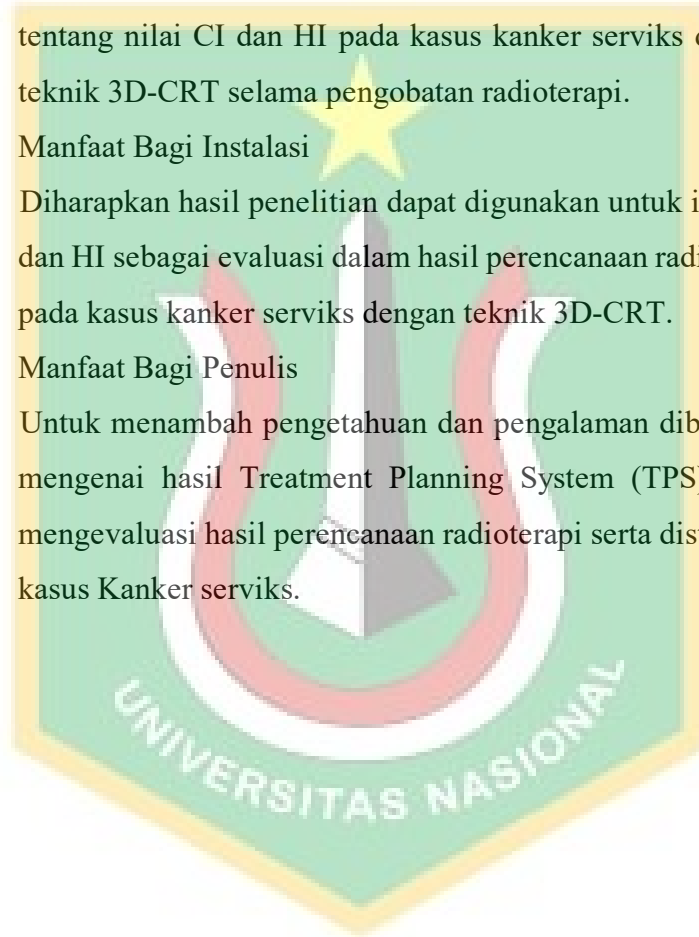 tentang nilai CI dan HI pada kasus kanker serviks
teknik 3D-CRT selama pengobatan radioterapi.
Manfaat Bagi Instalasi
Diharapkan hasil penelitian dapat digunakan untuk
dan HI sebagai evaluasi dalam hasil perencanaan
pada kasus kanker serviks dengan teknik 3D-CRT.
Manfaat Bagi Penulis
Untuk menambah pengetahuan dan pengalaman
mengenai hasil Treatment Planning System (TPS)
mengevaluasi hasil perencanaan radioterapi serta
kasus Kanker serviks.
UNIVERSITAS NASIONAL